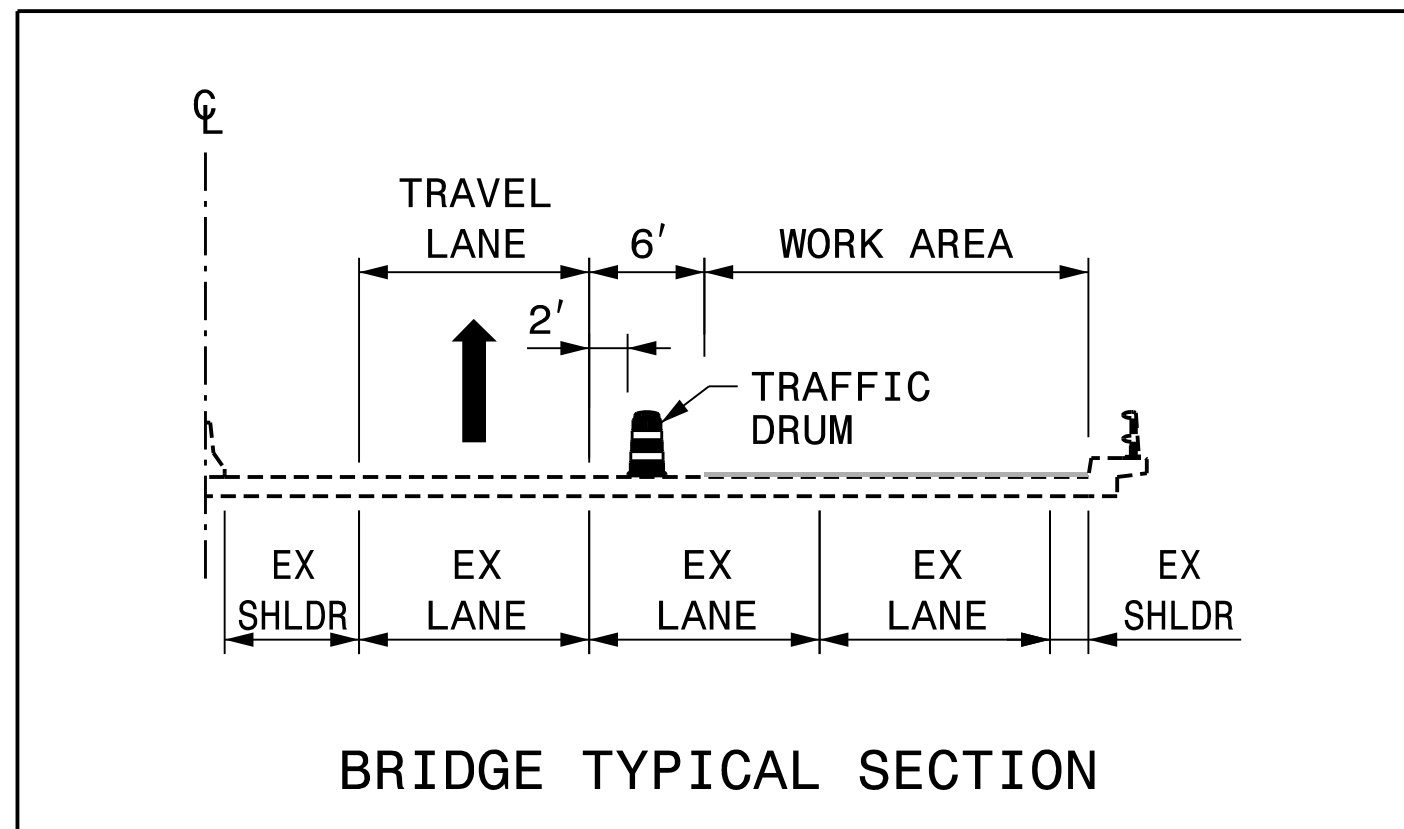 ℄
TRAVEL
LANE
6'
WORK AREA
2'
TRAFFIC
DRUM
EX
SHLDR
EX
LANE
EX
LANE
EX
LANE
EX
SHLDR
BRIDGE TYPICAL SECTION